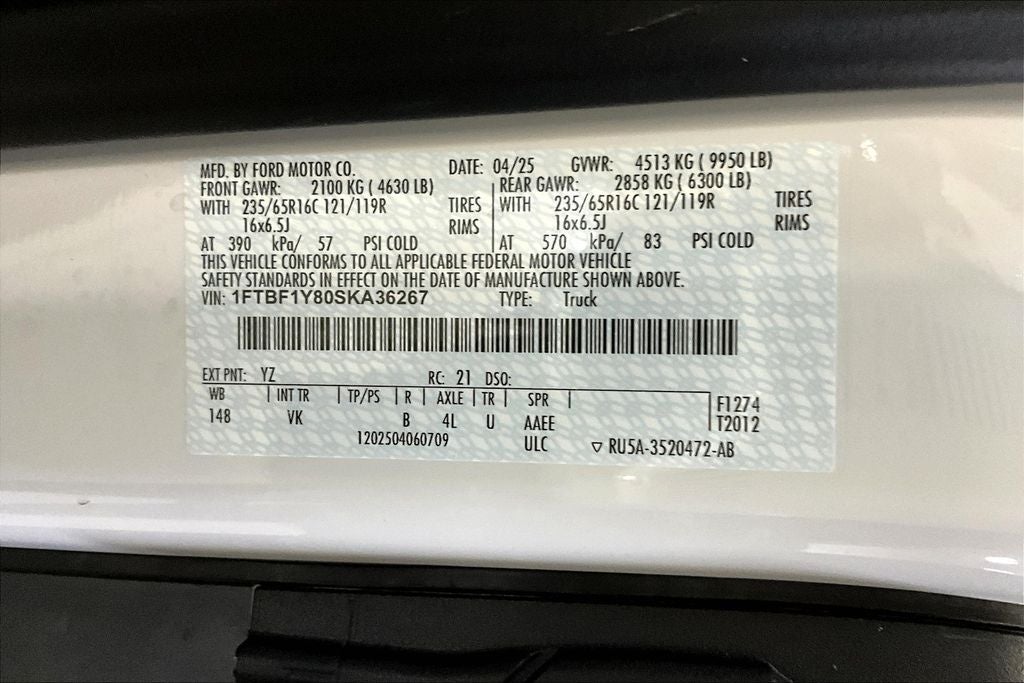 MFD. BY FORD MOTOR CO. DATE: 04/25 GVWR: 4513 KG ( 9950 LB)
FRONT GAWR: 2100 KG ( 4630 LB) REAR GAWR: 2858 KG ( 6300 LB)
WITH 235/65R16C 121/119R TIRES WITH 235/65R16C 121/119R TIRES
16x6.5J RIMS 16x6.5J RIMS
AT 390 kPa/ 57 PSI COLD AT 570 kPa/ 83 PSI COLD
THIS VEHICLE CONFORMS TO ALL APPLICABLE FEDERAL MOTOR VEHICLE
SAFETY STANDARDS IN EFFECT ON THE DATE OF MANUFACTURE SHOWN ABOVE.
VIN: 1FTBF1Y80SKA36267 TYPE: Truck
EXT PNT: YZ RC: 21 DSO:
WB INT TR TP/PS R AXLE TR SPR F1274
148 VK B 4L U AAEE T2012
1202504060709 ULC ▽ RU5A-3520472-AB